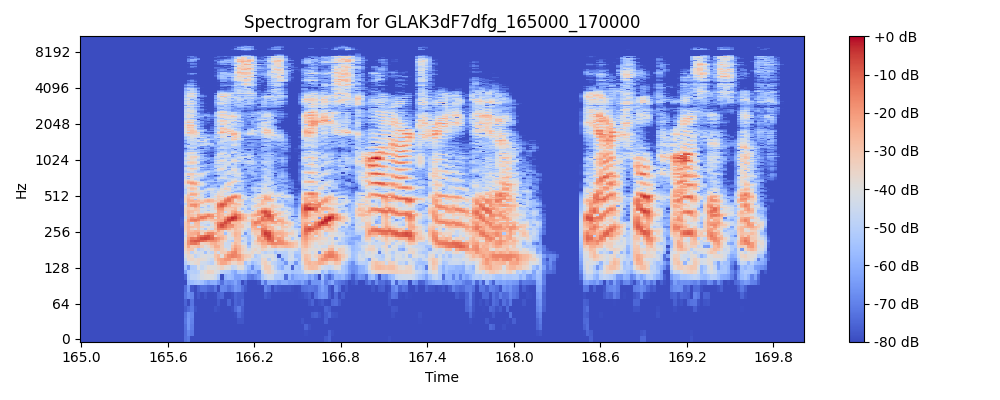 Spectrogram for GLAK3dF7dfg_165000_170000
8192
4096
2048
1024
512
256
128
64
0
Hz
165.0 165.6 166.2 166.8 167.4 168.0 168.6 169.2 169.8
Time
+0 dB
-10 dB
-20 dB
-30 dB
-40 dB
-50 dB
-60 dB
-70 dB
-80 dB